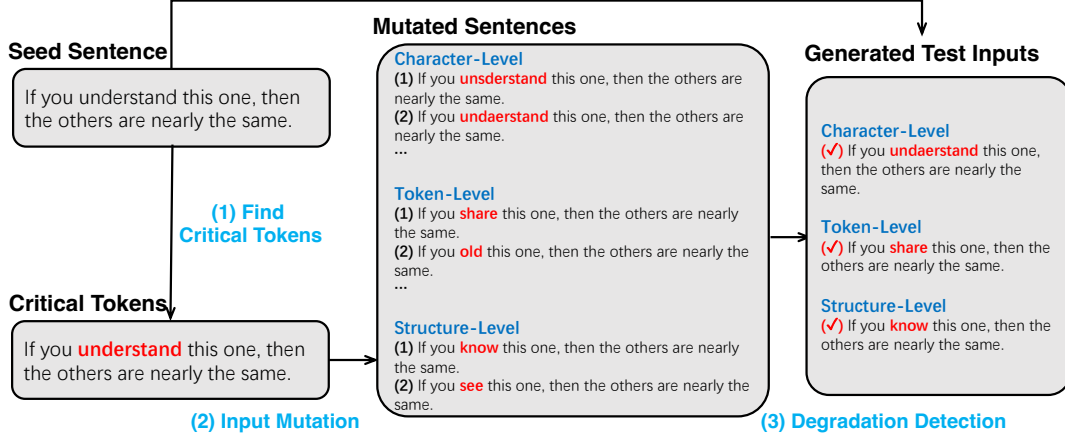 Seed Sentence
If you understand this one, then
the others are nearly the same.
(1) Find
Critical Tokens
Critical Tokens
If you understand this one, then
the others are nearly the same.
(2) Input Mutation
Mutated Sentences
Character-Level
(1) If you unsderstand this one, then the others are
nearly the same.
(2) If you undaerstand this one, then the others are
nearly the same.
...
Token-Level
(1) If you share this one, then the others are nearly
the same.
(2) If you old this one, then the others are nearly the
same.
...
Structure-Level
(1) If you know this one, then the others are nearly
the same.
(2) If you see this one, then the others are nearly the
same.
(3) Degradation Detection
Generated Test Inputs
Character-Level
(✓) If you undaerstand this one,
then the others are nearly the
same.
Token-Level
(✓) If you share this one, then the
others are nearly the same.
Structure-Level
(✓) If you know this one, then the
others are nearly the same.